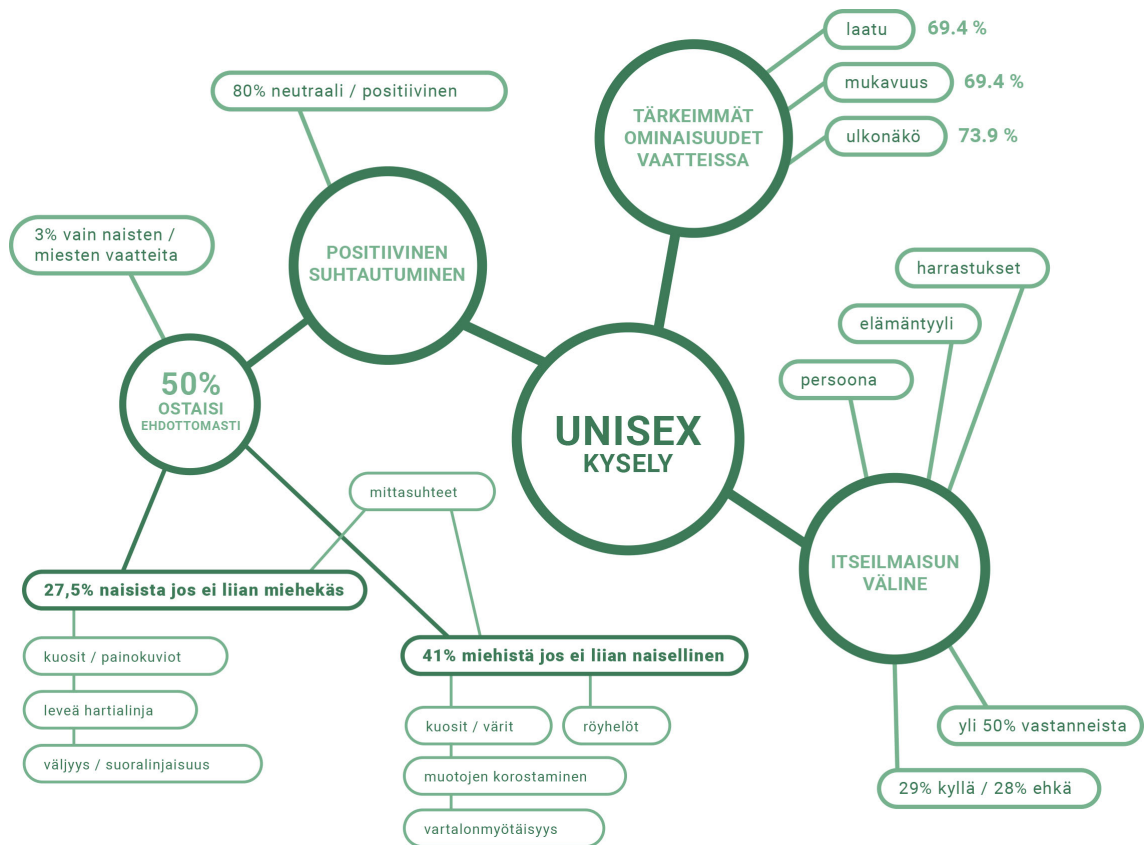 laatu 69.4 %
mukavuus 69.4 %
ulkonäkö 73.9 %
TÄRKEIMMÄT
OMINAISUUDET
VAATTEISSA
80% neutraali / positiivinen
POSITIIVINEN
SUHTAUTUMINEN
3% vain naisten /
miesten vaatteita
50%
OSTAISI
EHDOTTOMASTI
harrastukset
elämäntyyli
persoona
UNISEX
KYSELY
mittasuhteet
ITSEILMAISUN
VÄLINE
27,5% naisista jos ei liian miehekäs
kuosit / painokuviot
leveä hartialinja
väljyys / suoralinjaisuus
41% miehistä jos ei liian naisellinen
kuosit / värit
röyhelöt
muotojen korostaminen
vartalonmyötäisyys
yli 50% vastanneista
29% kyllä / 28% ehkä